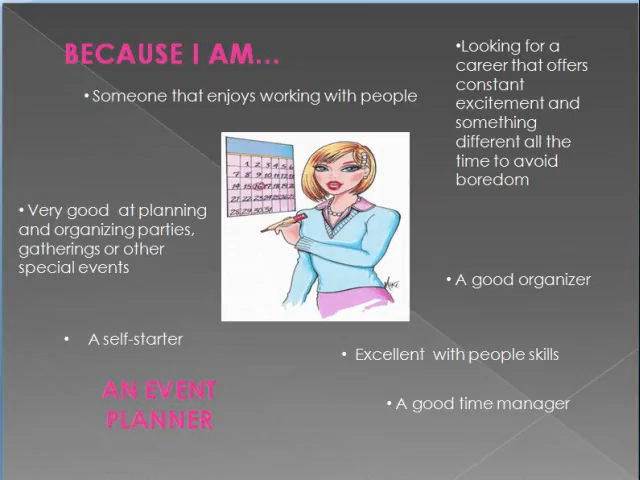 BECAUSE I AM...
•Someone that enjoys working with people
•Looking for a
career that offers
constant
excitement and
something
different all the
time to avoid
boredom
•Very good at planning
and organizing parties,
gatherings or other
special events
•A good organizer
• A self-starter
• Excellent with people skills
AN EVENT
PLANNER
•A good time manager